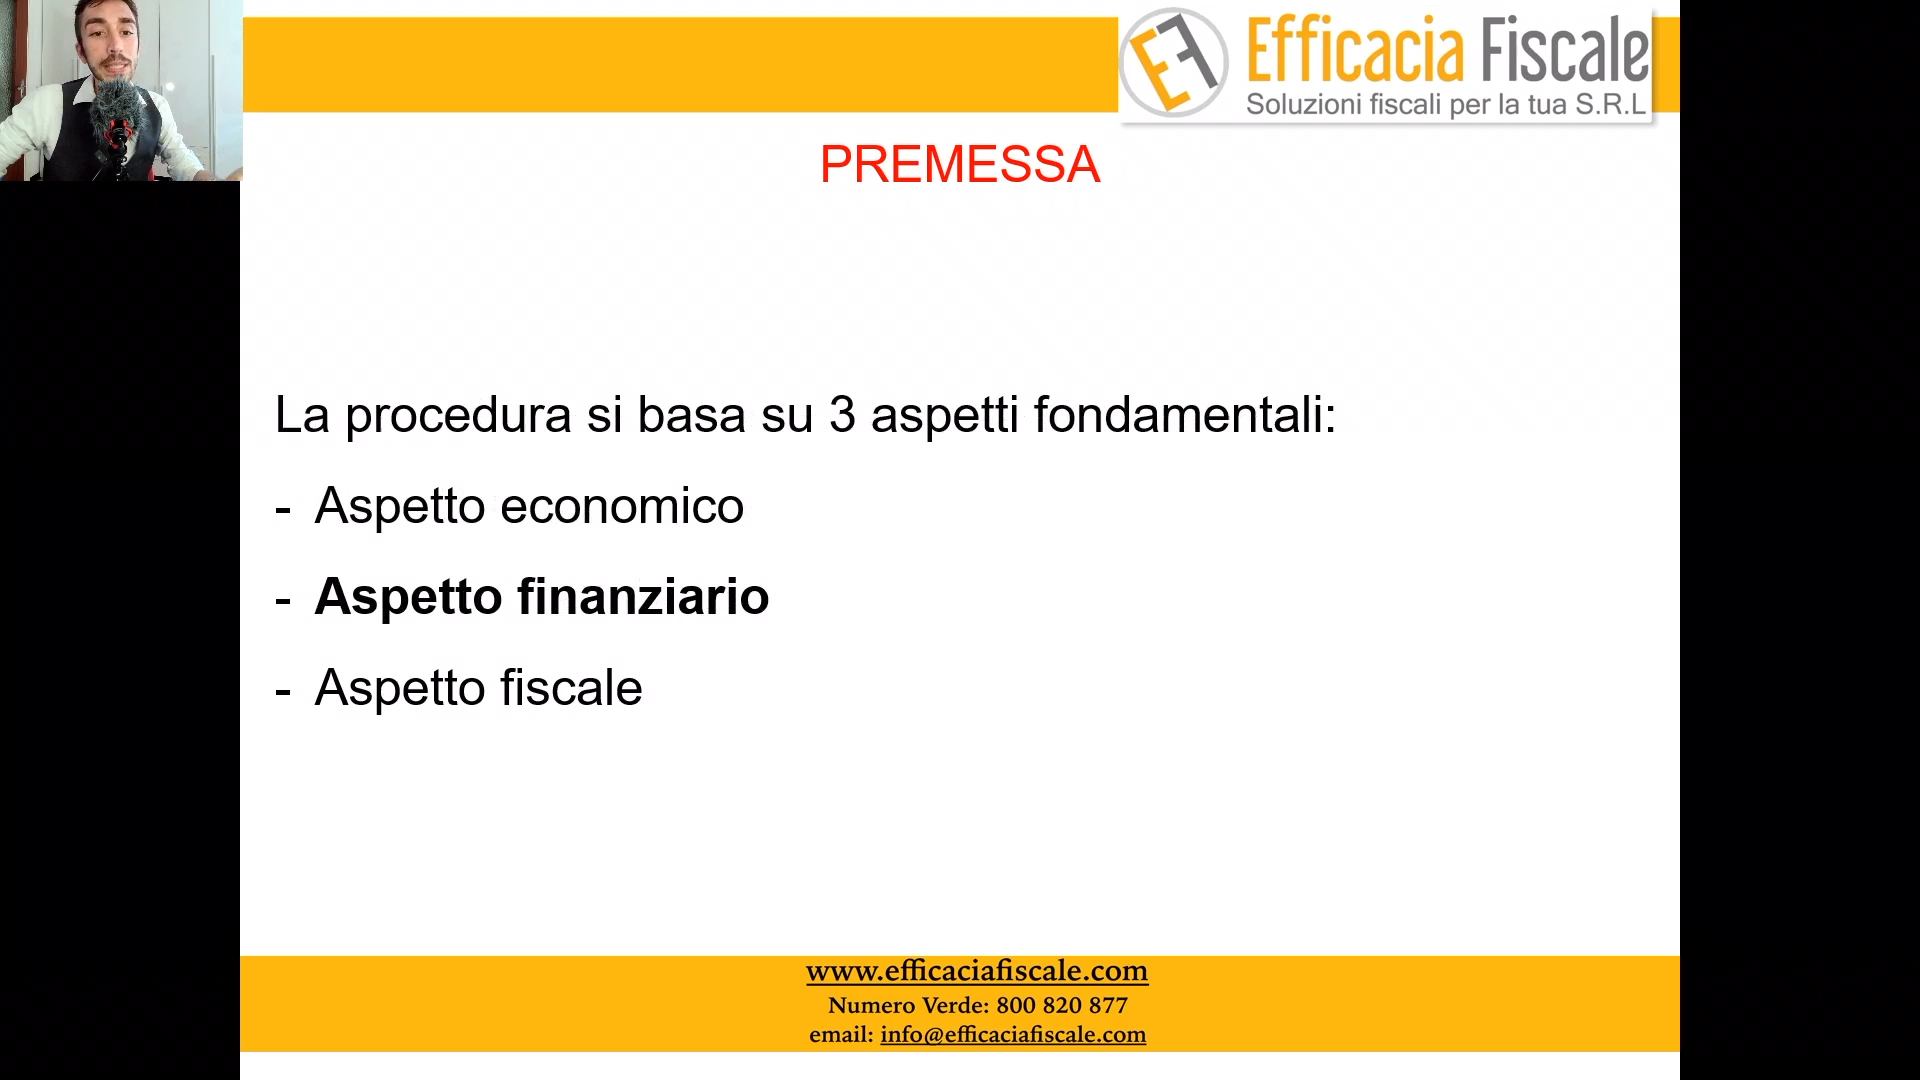 EF
Efficacia Fiscale
Soluzioni fiscali per la tua S.R.L
PREMESSA
La procedura si basa su 3 aspetti fondamentali:
- Aspetto economico
- Aspetto finanziario
- Aspetto fiscale
www.efficaciafiscale.com
Numero Verde: 800 820 877
email: info@efficaciafiscale.com